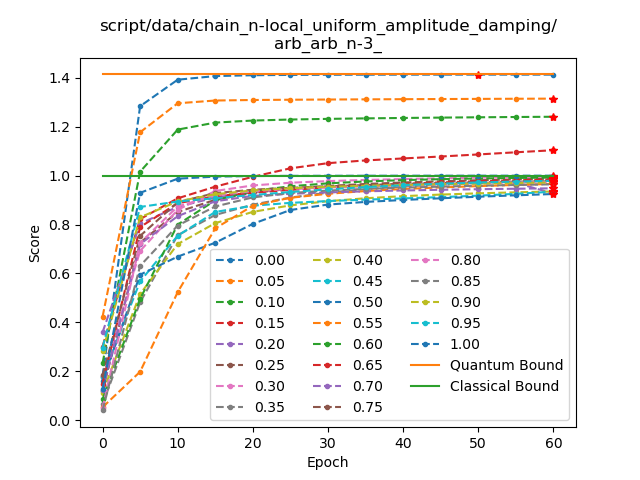 script/data/chain_n-local_uniform_amplitude_damping/
arb_arb_n-3_
Score
1.4
1.2
1.0
0.8
0.6
0.4
0.2
0.0
0.00 0.40 0.80
0.05 0.45 0.85
0.10 0.50 0.90
0.15 0.55 0.95
0.20 0.60 1.00
0.25 0.65 Quantum Bound
0.30 0.70 Classical Bound
0.35 0.75
0 10 20 30 40 50 60
Epoch